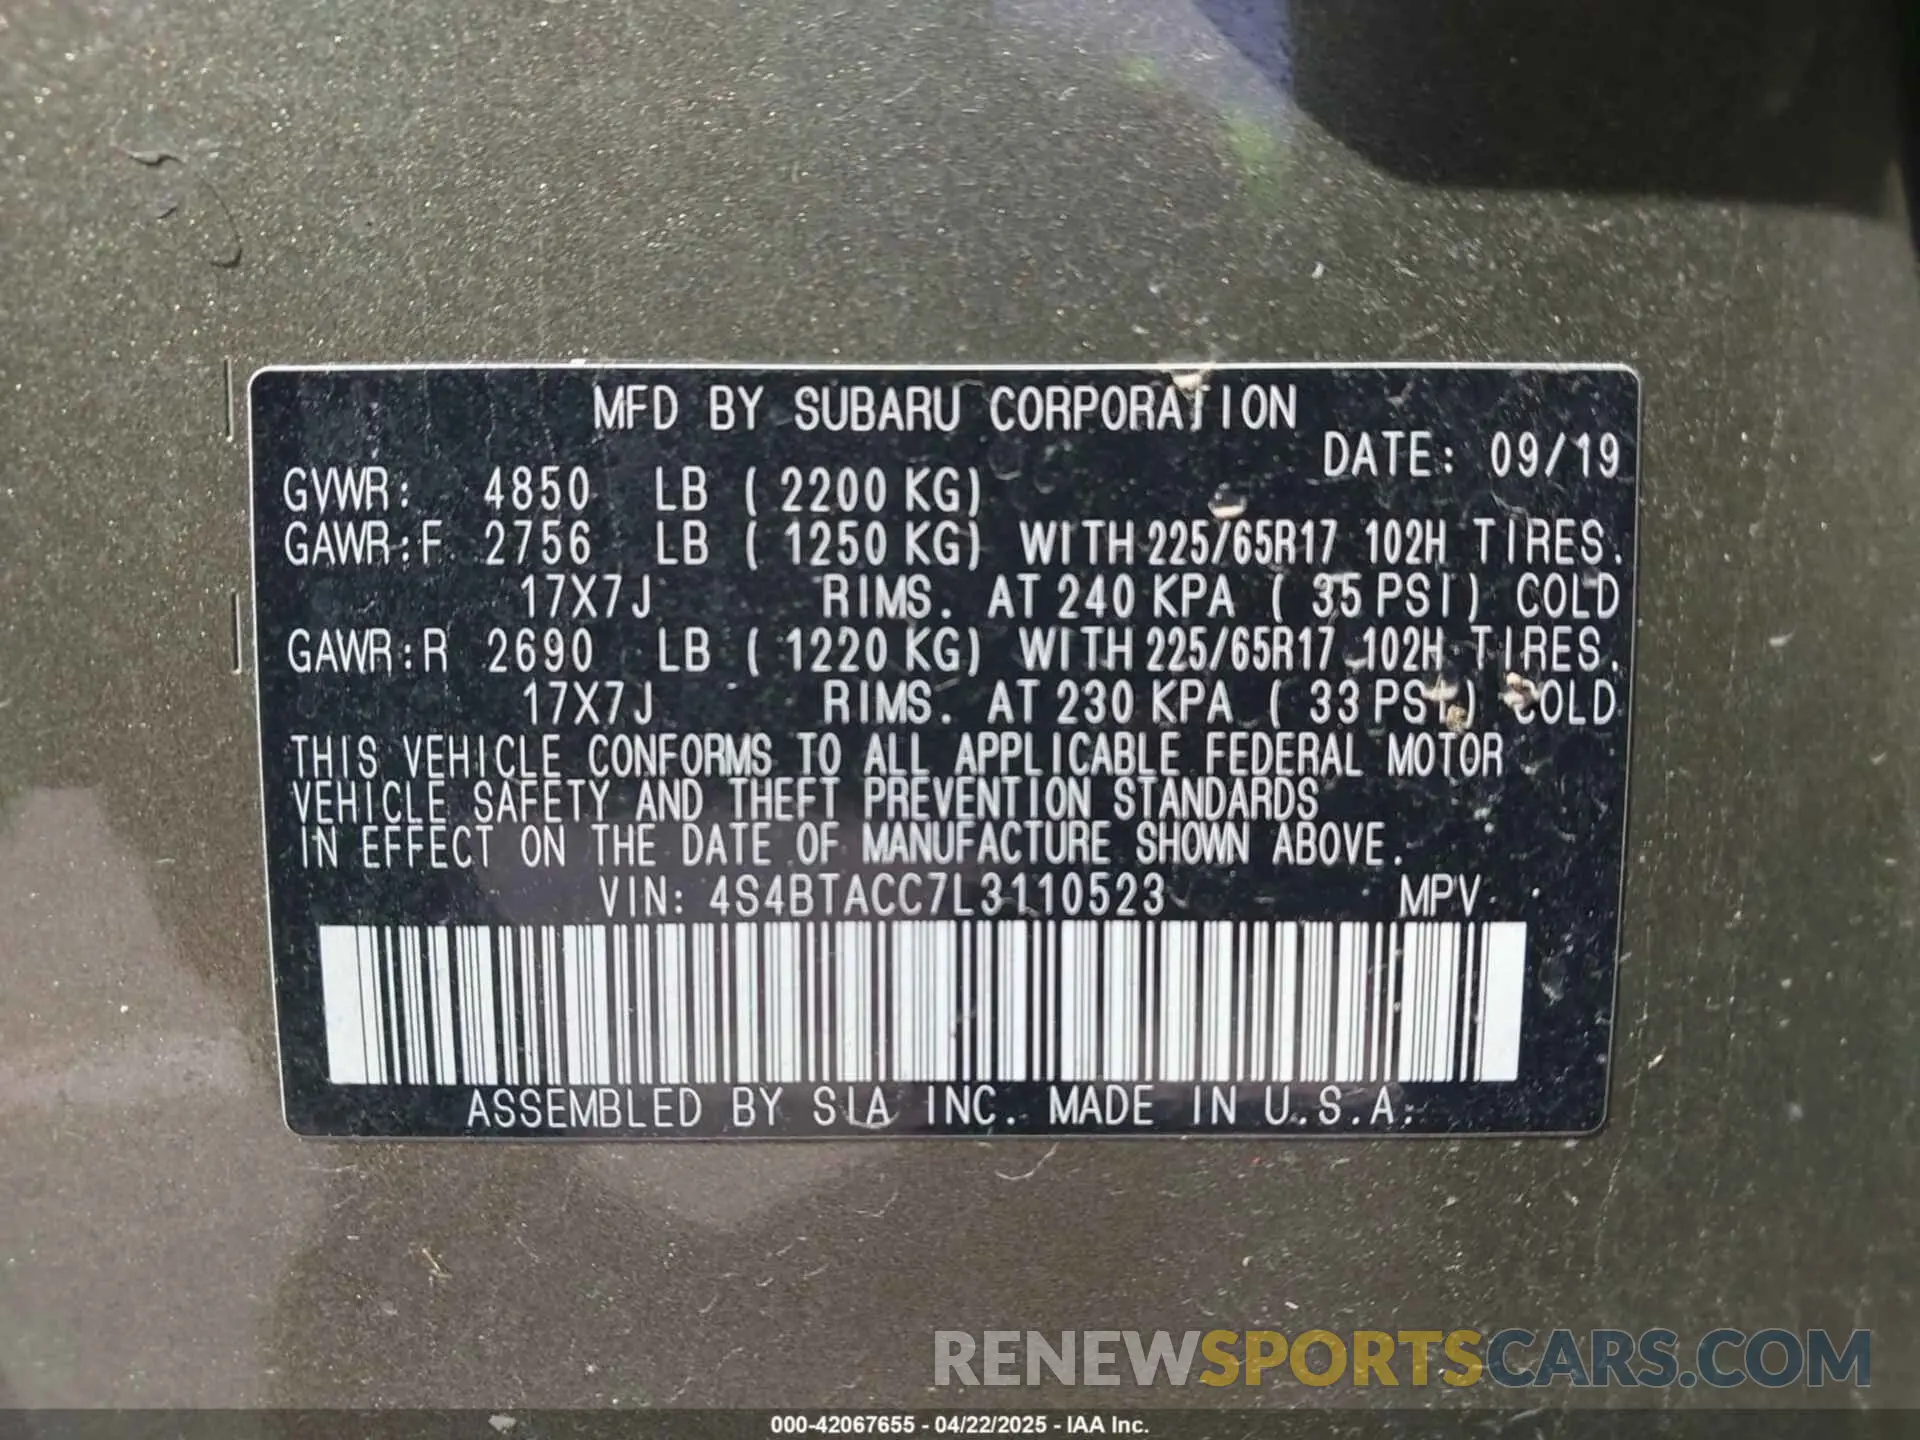 MFD BY SUBARU CORPORATION
DATE: 09/19
GVWR: 4850 LB ( 2200 KG)
GAWR:F 2756 LB ( 1250 KG) WITH 225/65R17 102H TIRES.
17X7J RIMS. AT 240 KPA ( 35 PSI) COLD
GAWR:R 2690 LB ( 1220 KG) WITH 225/65R17 102H TIRES.
17X7J RIMS. AT 230 KPA ( 33 PSI) COLD
THIS VEHICLE CONFORMS TO ALL APPLICABLE FEDERAL MOTOR
VEHICLE SAFETY AND THEFT PREVENTION STANDARDS
IN EFFECT ON THE DATE OF MANUFACTURE SHOWN ABOVE.
VIN: 4S4BTACC7L3110523 MPV
ASSEMBLED BY SIA INC. MADE IN U.S.A.
RENEWSPORTSCARS.COM
000-42067655 - 04/22/2025 - IAA Inc.